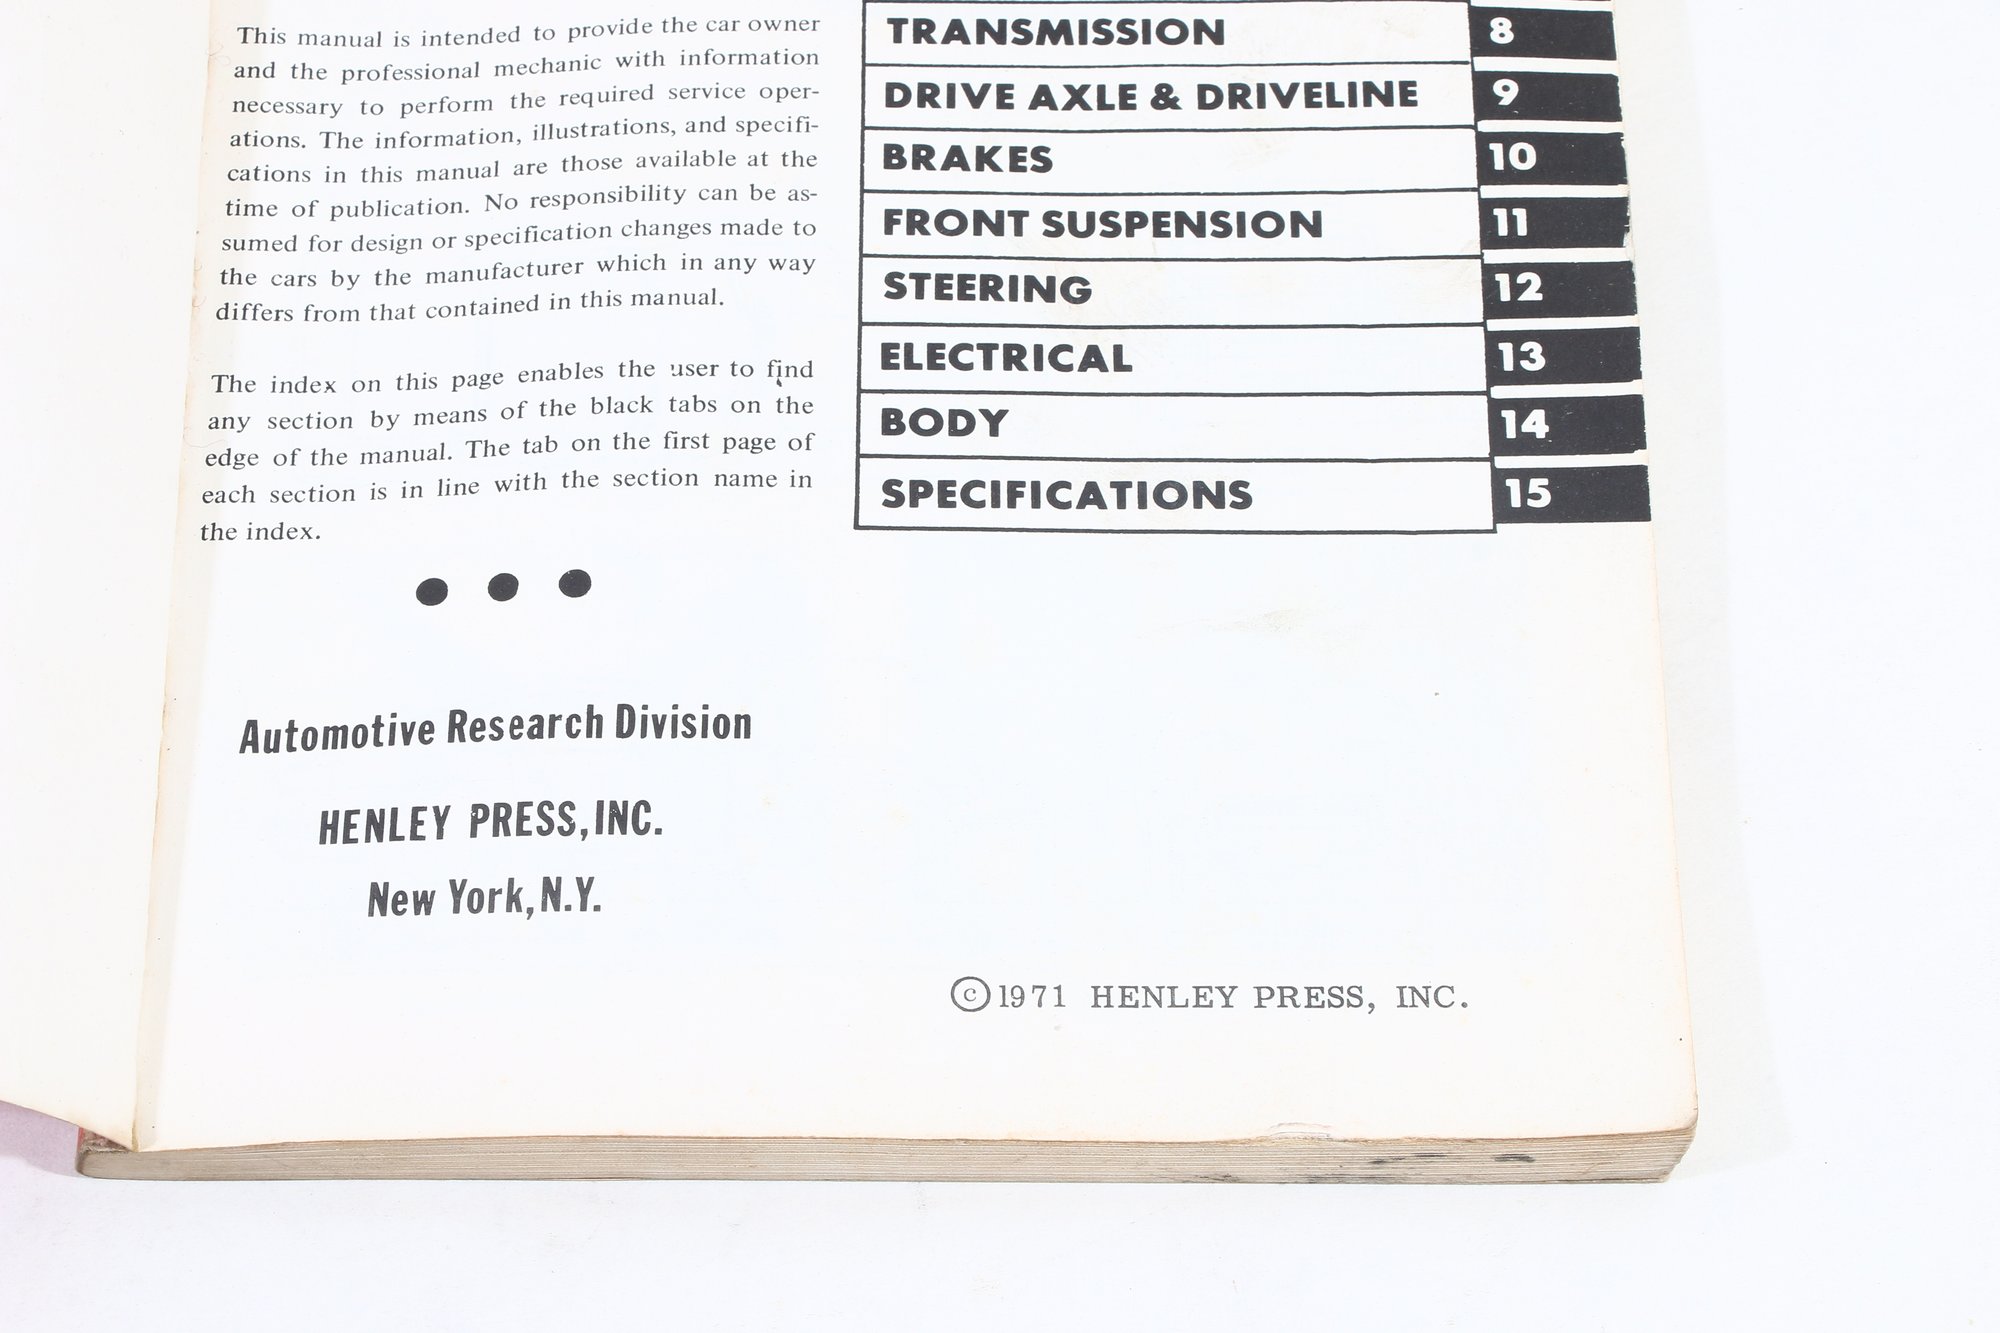 This manual is intended to provide the car owner
and the professional mechanic with information
necessary to perform the required service oper-
ations. The information, illustrations, and specifi-
cations in this manual are those available at the
time of publication. No responsibility can be as-
sumed for design or specification changes made to
the cars by the manufacturer which in any way
differs from that contained in this manual.
The index on this page enables the user to find
any section by means of the black tabs on the
edge of the manual. The tab on the first page of
each section is in line with the section name in
the index.
Automotive Research Division
HENLEY PRESS, INC.
New York, N.Y.
TRANSMISSION 8
DRIVE AXLE & DRIVELINE 9
BRAKES 10
FRONT SUSPENSION 11
STEERING 12
ELECTRICAL 13
BODY 14
SPECIFICATIONS 15
©1971 HENLEY PRESS, INC.